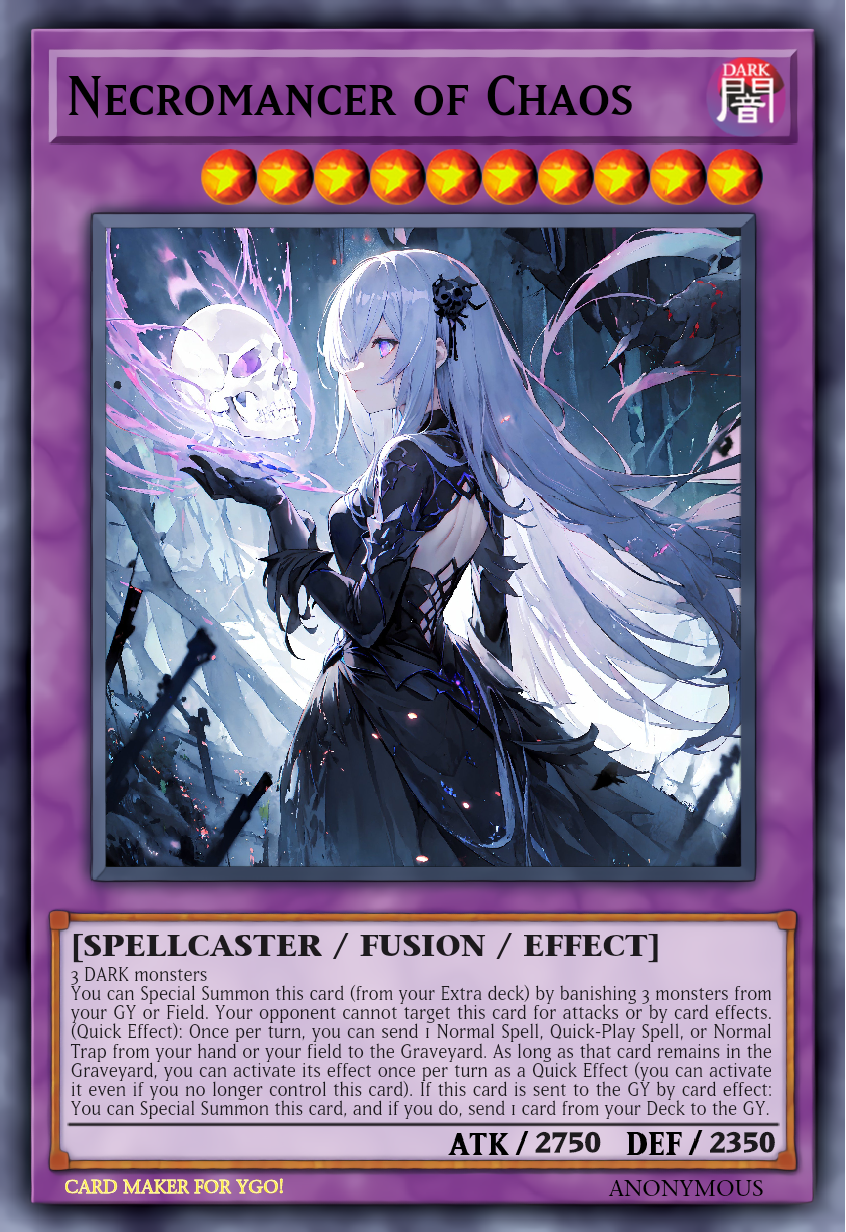 Necromancer of Chaos
DARK
闇
[SPELLCASTER / FUSION / EFFECT]
3 DARK monsters
You can Special Summon this card (from your Extra deck) by banishing 3 monsters from
your GY or Field. Your opponent cannot target this card for attacks or by card effects.
(Quick Effect): Once per turn, you can send 1 Normal Spell, Quick-Play Spell, or Normal
Trap from your hand or your field to the Graveyard. As long as that card remains in the
Graveyard, you can activate its effect once per turn as a Quick Effect (you can activate
it even if you no longer control this card). If this card is sent to the GY by card effect:
You can Special Summon this card, and if you do, send 1 card from your Deck to the GY.
ATK / 2750 DEF / 2350
CARD MAKER FOR YGO! ANONYMOUS